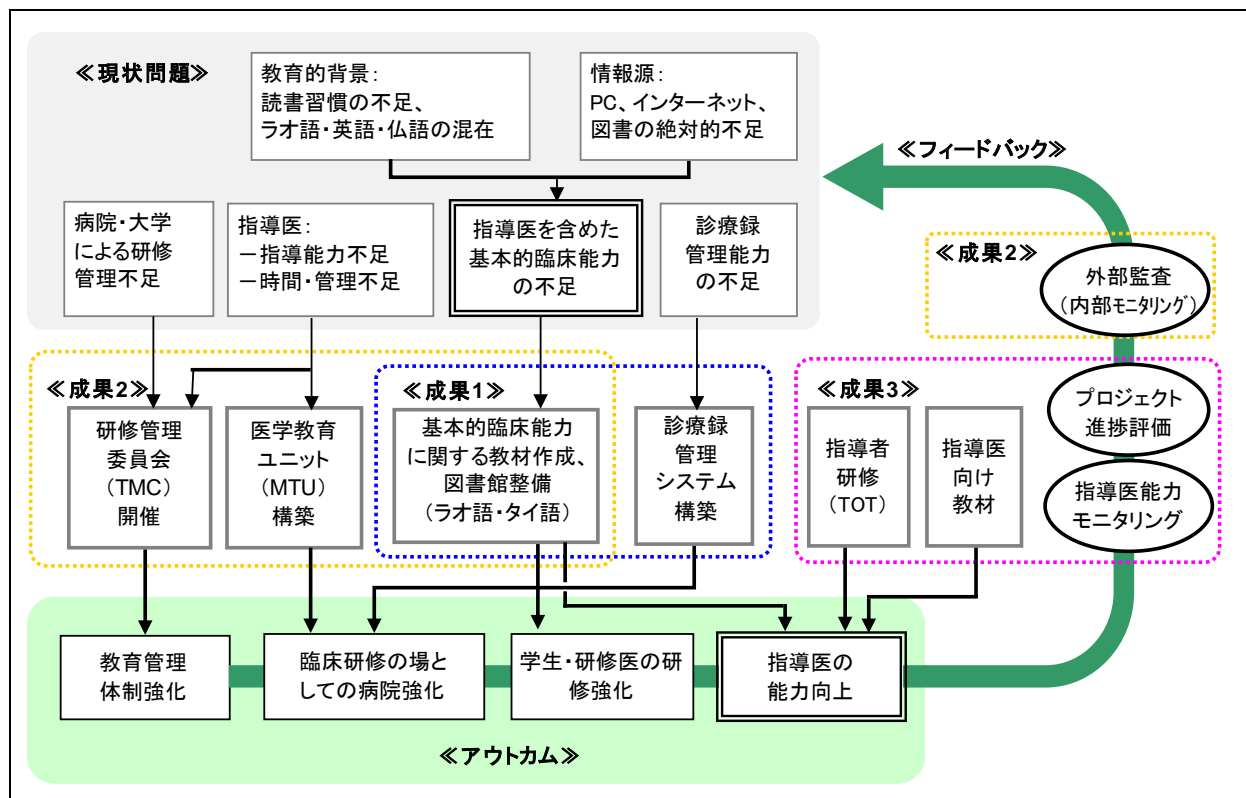 ≪現状問題≫
教育的背景：
読書習慣の不足、
ラオ語・英語・仏語の混在
情報源：
PC、インターネット、
図書の絶対的不足
≪フィードバック≫
病院・大学
による研修
管理不足
指導医：
－指導能力不足
－時間・管理不足
指導医を含めた
基本的臨床能力
の不足
診療録
管理能力
の不足
≪成果2≫
外部監査
（内部ﾓﾆﾀﾘﾝｸﾞ）
≪成果2≫
研修管理
委員会
（TMC）
開催
医学教育
ユニット
（MTU）
構築
≪成果1≫
基本的臨床能力
に関する教材作成、
図書館整備
（ラオ語・タイ語）
診療録
管理
システム
構築
≪成果3≫
指導者
研修
（TOT）
指導医
向け
教材
プロジェクト
進捗評価
指導医能力
モニタリング
教育管理
体制強化
臨床研修の場と
しての病院強化
学生・研修医の研
修強化
指導医の
能力向上
≪アウトカム≫